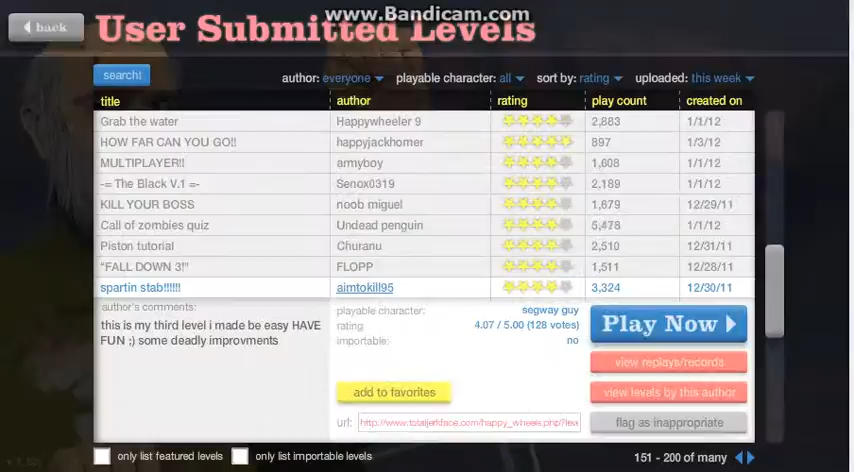 www.Bandicam.com
back
User Submitted Levels
search!
author: everyone playable character: all sort by: rating uploaded: this week
title author rating play count created on
Grab the water Happywheeler 9 2,883 1/1/12
HOW FAR CAN YOU GO!! happyjackhomer 897 1/3/12
MULTIPLAYER!! armyboy 1,608 1/1/12
-= The Black V.1 =- Senox0319 2,189 1/1/12
KILL YOUR BOSS noob miguel 1,679 12/29/11
Call of zombies quiz Undead penguin 5,478 1/1/12
Piston tutorial Churanu 2,510 12/31/11
"FALL DOWN 3!" FLOPP 1,511 12/28/11
spartin stab!!!!!! aimtokill95 3,324 12/30/11
author's comments:
this is my third level i made be easy HAVE
FUN ;) some deadly improvments
playable character: segway guy
rating 4.07 / 5.00 (128 votes)
importable: no
Play Now
view replays/records
add to favorites
view levels by this author
url: http://www.totaljerkface.com/happy_wheels.php?lev
flag as inappropriate
only list featured levels only list importable levels
151 - 200 of many